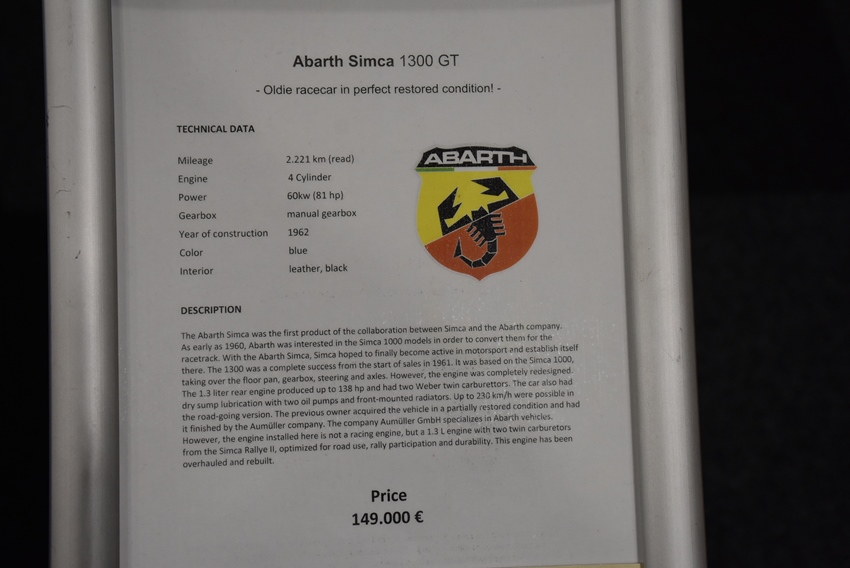 Abarth Simca 1300 GT
- Oldie racecar in perfect restored condition! -
TECHNICAL DATA
Mileage 2.221 km (read)
Engine 4 Cylinder
Power 60kw (81 hp)
Gearbox manual gearbox
Year of construction 1962
Color blue
Interior leather, black
ABARTH
DESCRIPTION
The Abarth Simca was the first product of the collaboration between Simca and the Abarth company.
As early as 1960, Abarth was interested in the Simca 1000 models in order to convert them for the
racetrack. With the Abarth Simca, Simca hoped to finally become active in motorsport and establish itself
there. The 1300 was a complete success from the start of sales in 1961. It was based on the Simca 1000,
taking over the floor pan, gearbox, steering and axles. However, the engine was completely redesigned.
The 1.3 liter rear engine produced up to 138 hp and had two Weber twin carburettors. The car also had
dry sump lubrication with two oil pumps and front-mounted radiators. Up to 230 km/h were possible in
the road-going version. The previous owner acquired the vehicle in a partially restored condition and had
it finished by the Aumüller company. The company Aumüller GmbH specializes in Abarth vehicles.
However, the engine installed here is not a racing engine, but a 1.3 L engine with two twin carburetors
from the Simca Rallye II, optimized for road use, rally participation and durability. This engine has been
overhauled and rebuilt.
Price
149.000 €